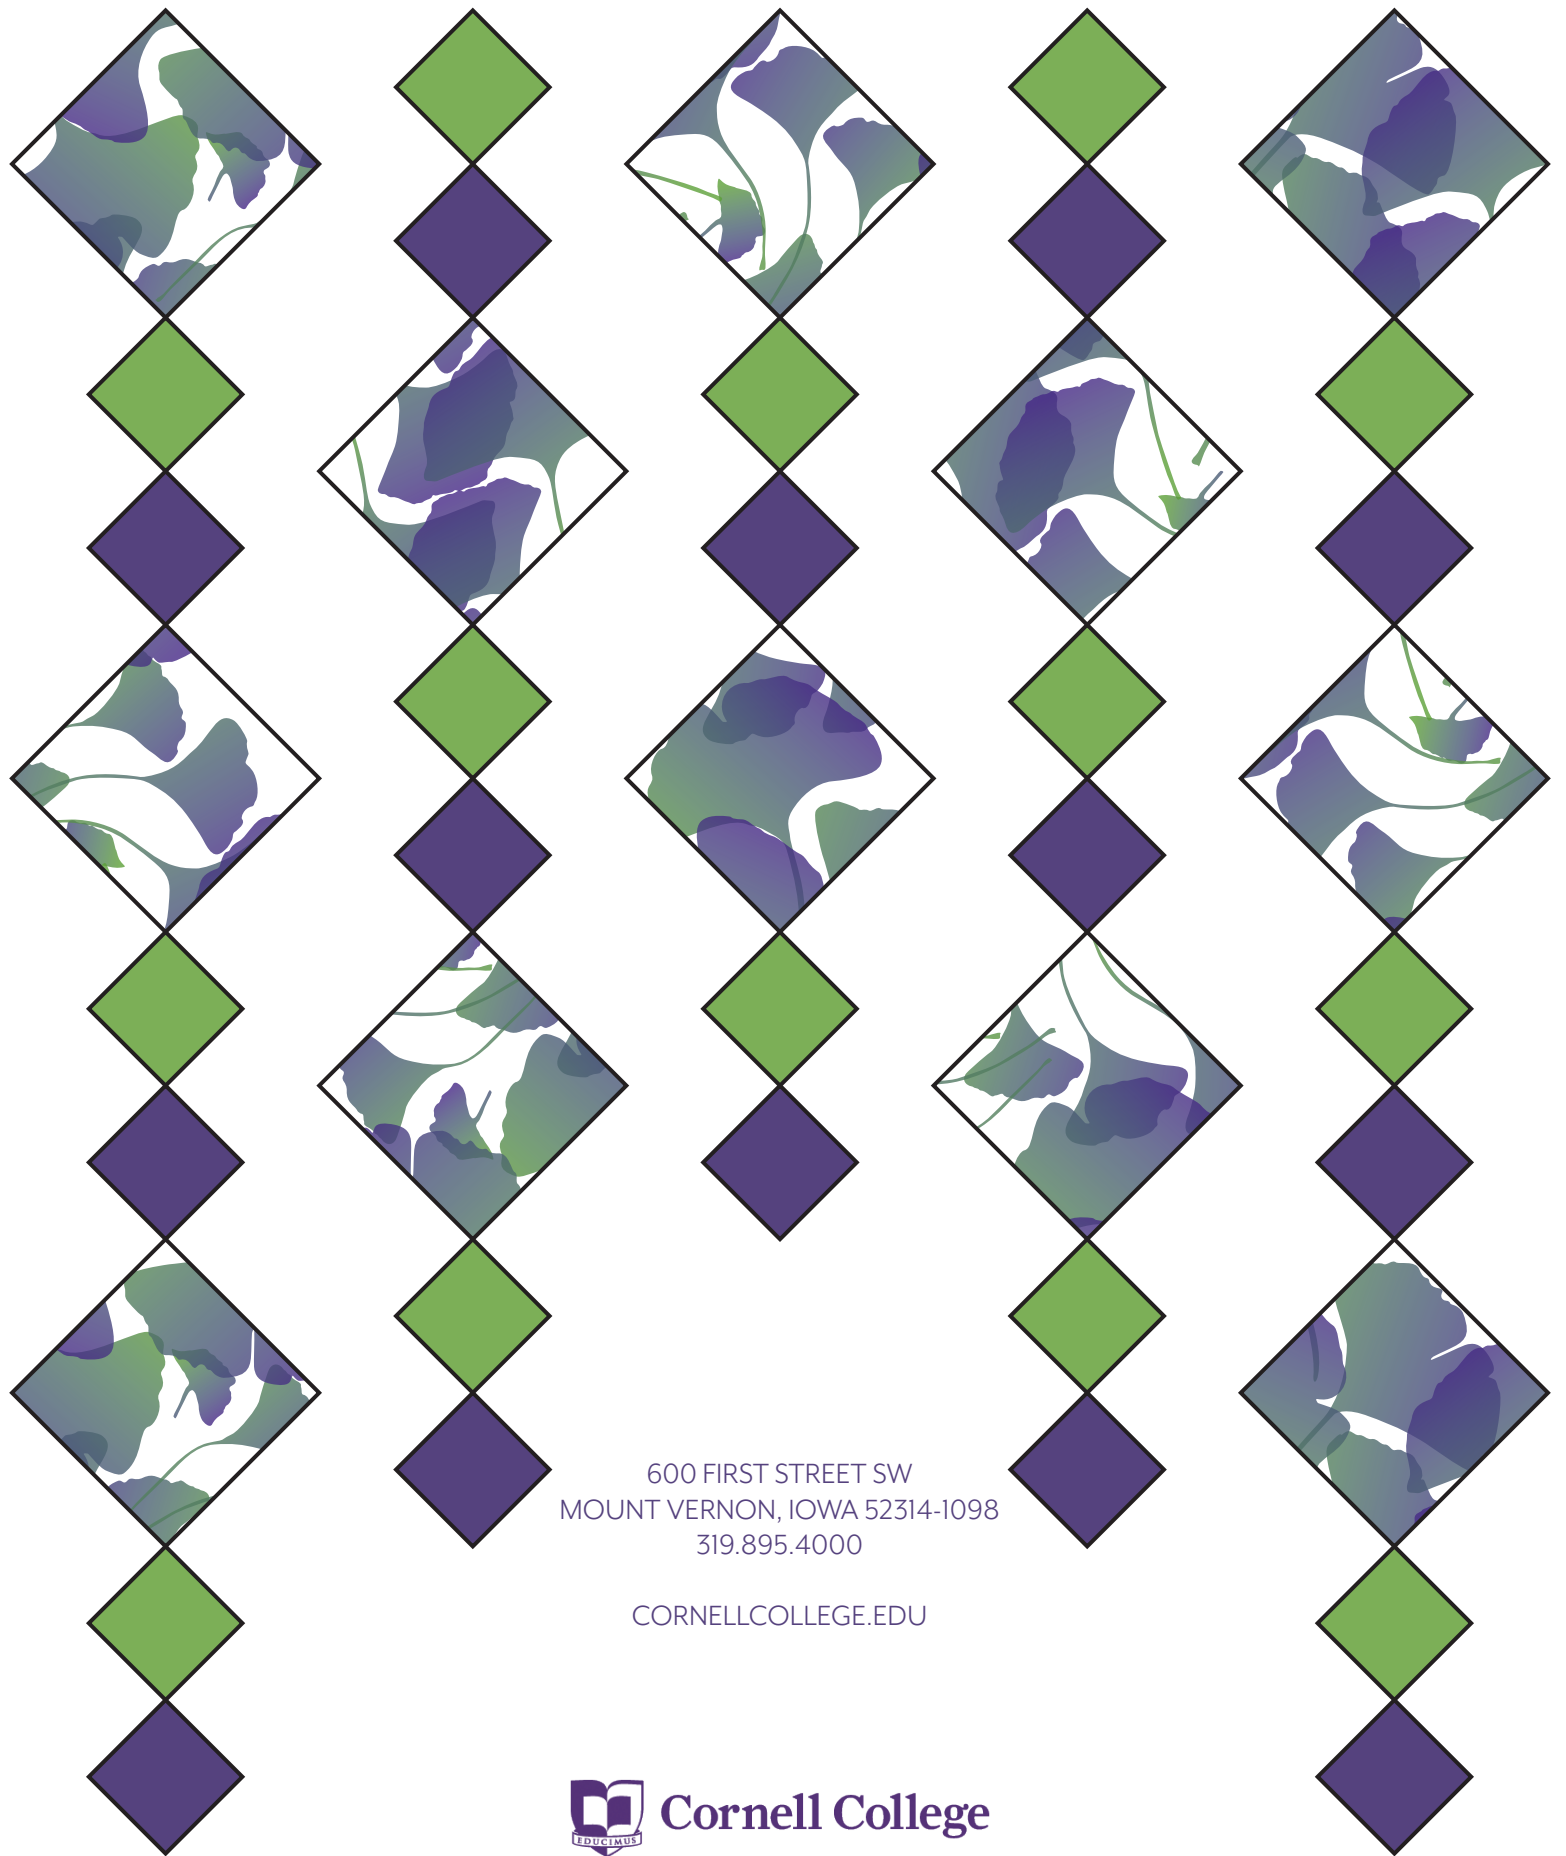 600 FIRST STREET SW
MOUNT VERNON, IOWA 52314-1098
319.895.4000
CORNELLCOLLEGE.EDU
Cornell College
EDUCIMUS